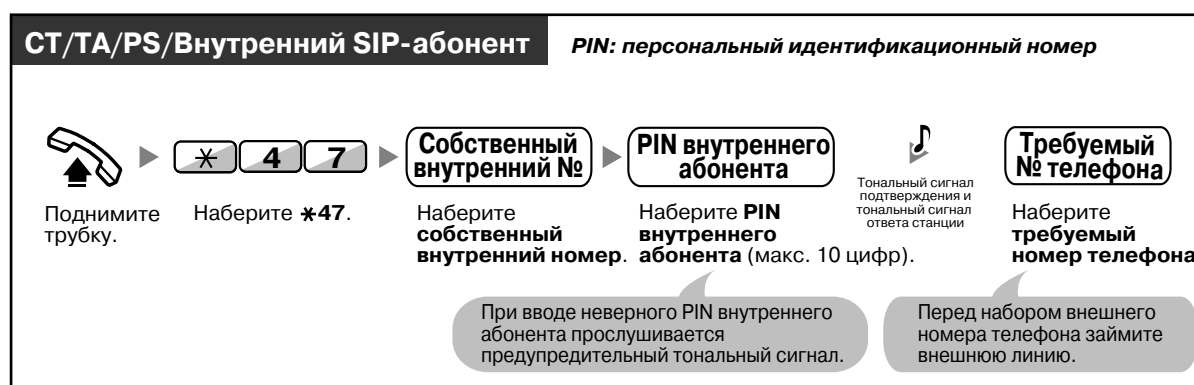 CT/TA/PS/Внутренний SIP-абонент
PIN: персональный идентификационный номер
✳ 4 7
Собственный
внутренний №
PIN внутреннего
абонента
Требуемый
№ телефона
Тональный сигнал
подтверждения и
тональный сигнал
ответа станции
Поднимите
трубку.
Наберите ✳47.
Наберите
собственный
внутренний номер.
Наберите PIN
внутреннего
абонента (макс. 10 цифр).
Наберите
требуемый
номер телефона
При вводе неверного PIN внутреннего
абонента прослушивается
предупредительный тональный сигнал.
Перед набором внешнего
номера телефона займите
внешнюю линию.